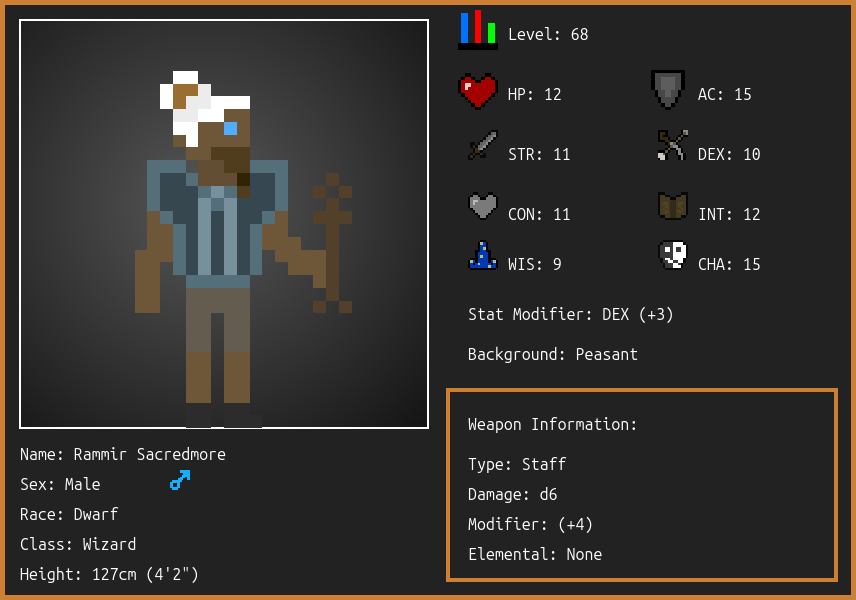 Level: 68
HP: 12
AC: 15
STR: 11
DEX: 10
CON: 11
INT: 12
WIS: 9
CHA: 15
Stat Modifier: DEX (+3)
Background: Peasant
Weapon Information:
Type: Staff
Damage: d6
Modifier: (+4)
Elemental: None
Name: Rammir Sacredmore
Sex: Male
Race: Dwarf
Class: Wizard
Height: 127cm (4'2")